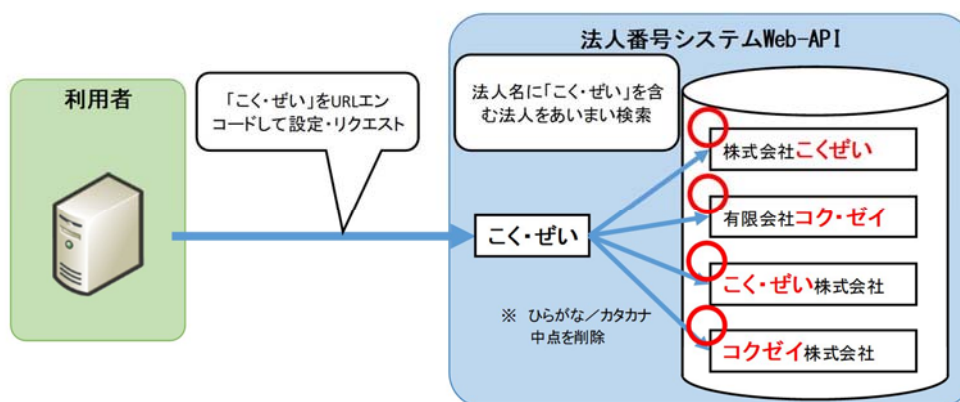 法人番号システムWeb-API
利用者
「こく・ぜい」をURLエン
コードして設定・リクエスト
法人名に「こく・ぜい」を含
む法人をあいまい検索
こく・ぜい
※ ひらがな／カタカナ
中点を削除
株式会社こくぜい
有限会社コク・ゼイ
こく・ぜい株式会社
コクゼイ株式会社